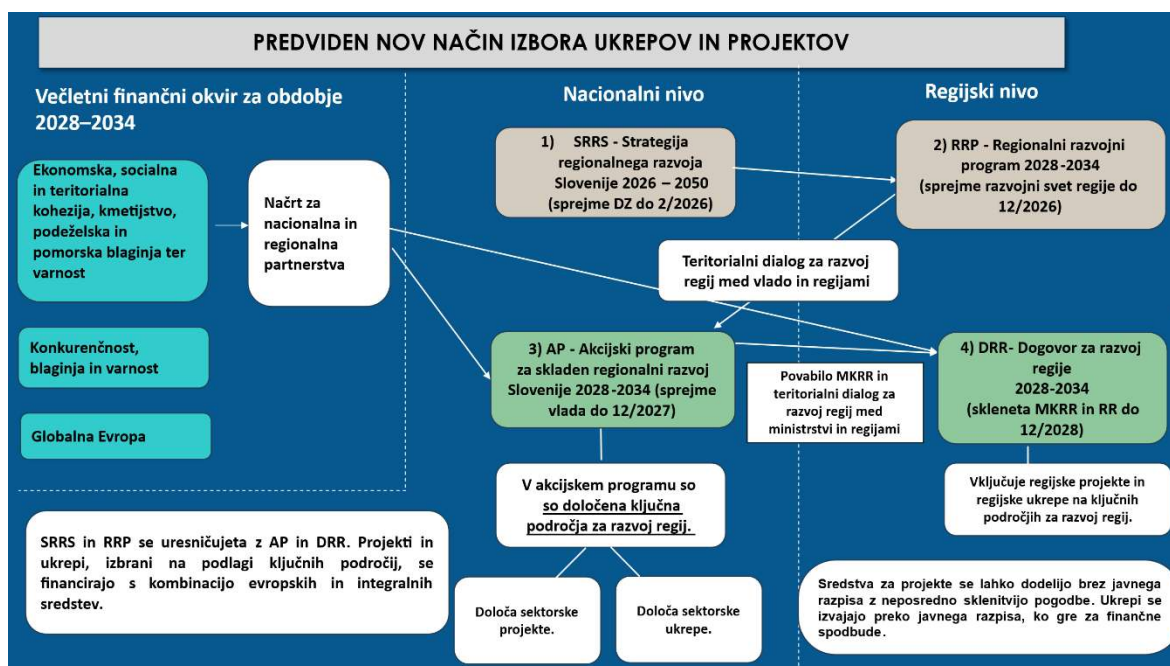 PREDVIDEN NOV NAČIN IZBORA UKREPOV IN PROJEKTOV
Večletni finančni okvir za obdobje
2028–2034
Ekonomska, socialna
in teritorialna
kohezija, kmetijstvo,
podeželska in
pomorska blaginja ter
varnost
Načrt za
nacionalna in
regionalna
partnerstva
Konkurenčnost,
blaginja in varnost
Globalna Evropa
SRRS in RRP se uresničujeta z AP in DRR. Projekti in
ukrepi, izbrani na podlagi ključnih področij, se
financirajo s kombinacijo evropskih in integralnih
sredstev.
Nacionalni nivo
1) SRRS - Strategija
regionalnega razvoja
Slovenije 2026 – 2050
(sprejme DZ do 2/2026)
Teritorialni dialog za razvoj
regij med vlado in regijami
3) AP - Akcijski program
za skladen regionalni razvoj
Slovenije 2028-2034 (sprejme
vlada do 12/2027)
V akcijskem programu so
so določena ključna
področja za razvoj regij.
Določa sektorske
projekte.
Določa sektorske
ukrepe.
Regijski nivo
2) RRP - Regionalni razvojni
program 2028-2034
(sprejme razvojni svet regije do
12/2026)
Povabilo MKRR in
teritorialni dialog za
razvoj regij med
ministrstvi in regijami
4) DRR- Dogovor za razvoj
regije
2028-2034
(skleneta MKRR in RR do
12/2028)
Vključuje regijske projekte in
regijske ukrepe na ključnih
področjih za razvoj regij.
Sredstva za projekte se lahko dodelijo brez javnega
razpisa z neposredno sklenitvijo pogodbe. Ukrepi se
izvajajo preko javnega razpisa, ko gre za finančne
spodbude.